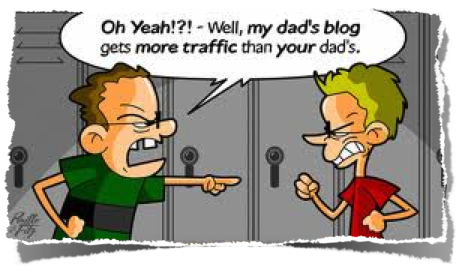 Oh Yeah!?! - Well, my dad's blog
gets more traffic than your dad's.